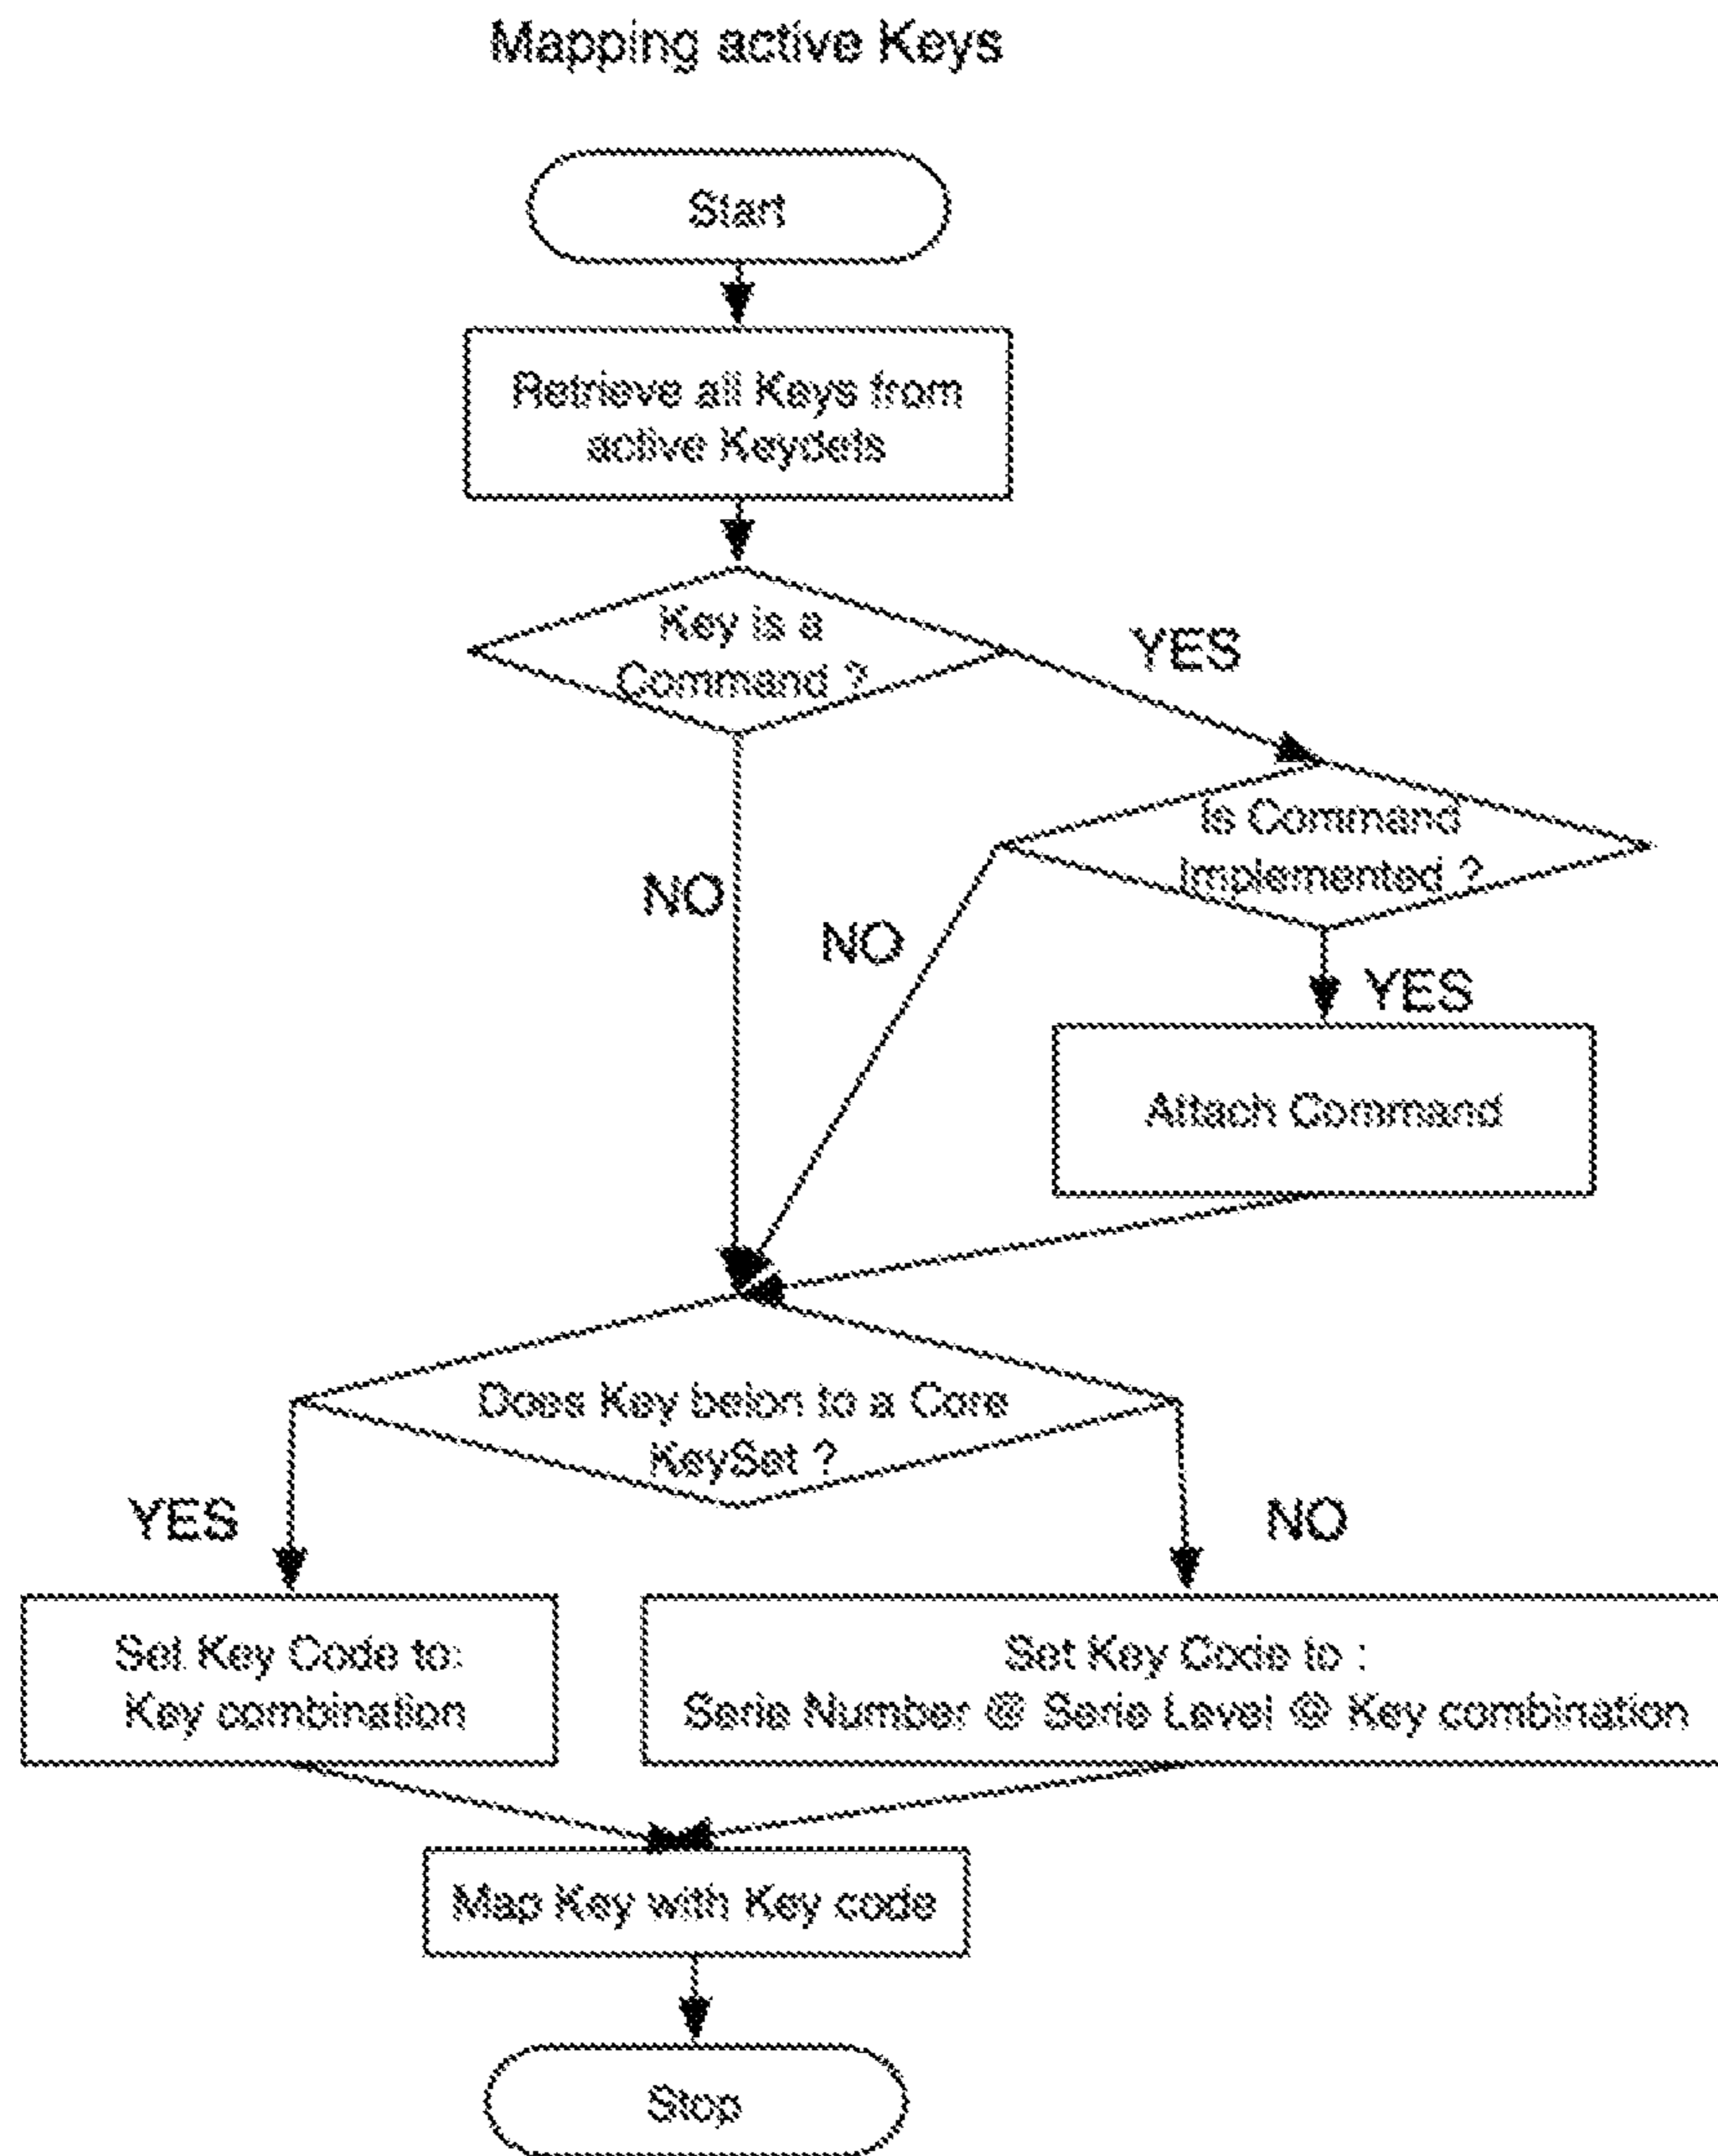 Mapping active Keys
Start
Retrieve all Keys from
active Keydets
Key is a
Command ?
YES
Is Command
Implemented ?
NO
NO
YES
Attach Command
Does Key belon to a Core
KeySet ?
YES
NO
Set Key Code to:
Key combination
Set Key Code to :
Serie Number @ Serie Level @ Key combination
Map Key with Key code
Stop